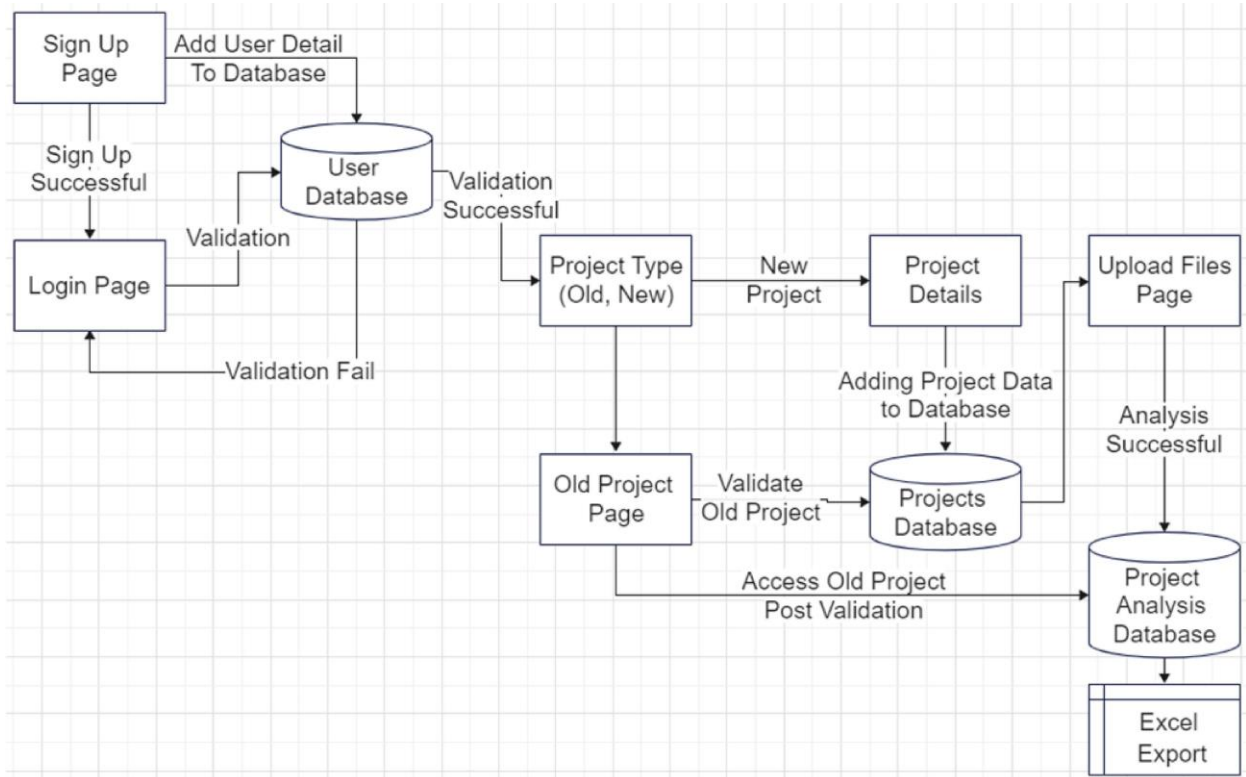 Sign Up
Page
Add User Detail
To Database
Sign Up
Successful
User
Database
Validation
Successful
Validation
Login Page
Validation Fail
Project Type
(Old, New)
New
Project
Project
Details
Upload Files
Page
Adding Project Data
to Database
Analysis
Successful
Old Project
Page
Validate
Old Project
Projects
Database
Access Old Project
Post Validation
Project
Analysis
Database
Excel
Export